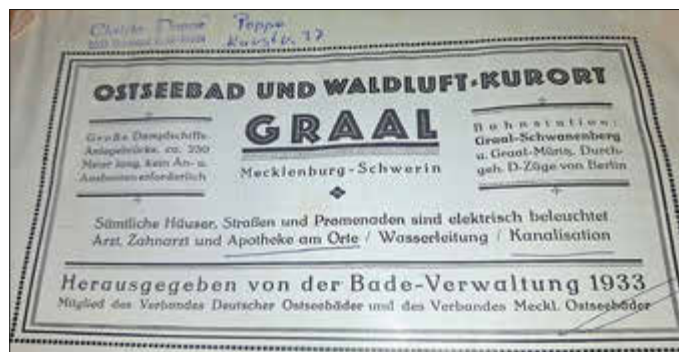 Poppe
OSTSEEBAD UND WALDLUFT-KURORT
GRAAL
Mecklenburg-Schwerin
Große Dampfschiffs-
Anlegebrücke, ca. 250
Meter lang, kein An- u.
Ausbooten erforderlich
Bahnstation:
Graal-Schwanenberg
u. Graal-Müritz, Durch-
geh. D-Züge von Berlin
Sämtliche Häuser, Straßen und Promenaden sind elektrisch beleuchtet
Arzt, Zahnarzt und Apotheke am Orte / Wasserleitung / Kanalisation
Herausgegeben von der Bade-Verwaltung 1933
Mitglied des Verbandes Deutscher Ostseebäder und des Verbandes Meckl. Ostseebäder